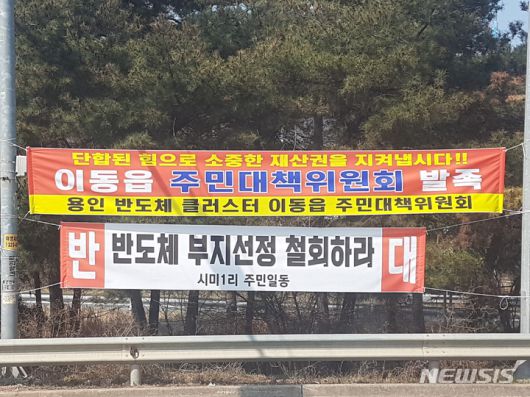 단합된 힘으로 소중한 재산권을 지켜냅시다!!
이동읍 주민대책위원회 발족
용인 반도체 클러스터 이동읍 주민대책위원회
반 반도체 부지선정 철회하라 대
시미1리 주민일동
NEWSIS